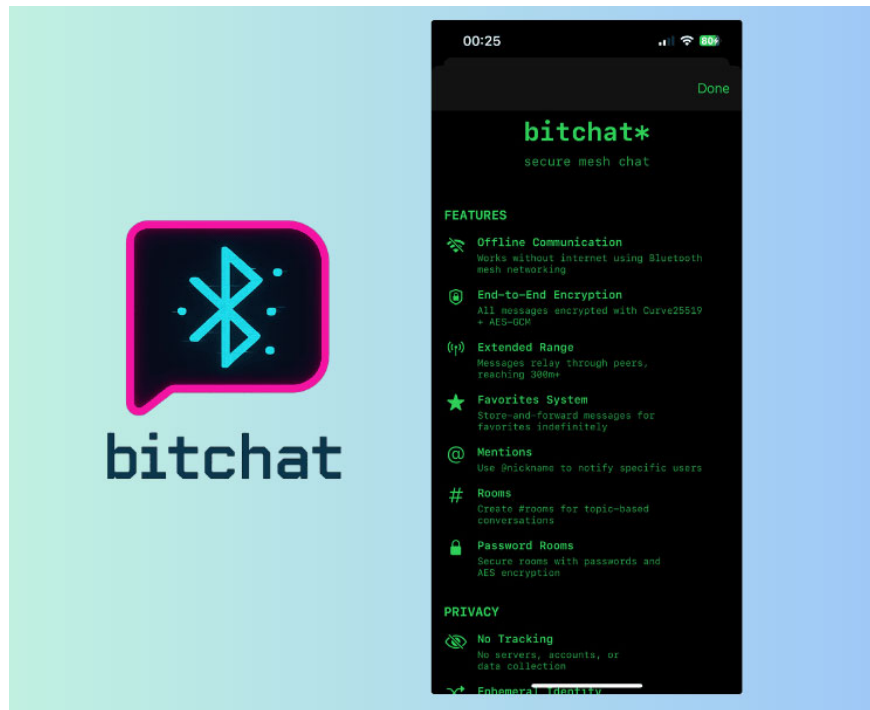 bitchat
00:25
80+
Done
bitchat*
secure mesh chat
FEATURES
Offline Communication
Works without internet using Bluetooth
mesh networking
End-to-End Encryption
All messages encrypted with Curve25519
+ AES-GCM
Extended Range
Messages relay through peers,
reaching 300m+
Favorites System
Store-and-forward messages for
favorites indefinitely
@ Mentions
Use @nickname to notify specific users
# Rooms
Create #rooms for topic-based
conversations
Password Rooms
Secure rooms with passwords and
AES encryption
PRIVACY
No Tracking
No servers, accounts, or
data collection
Ephemeral Identity